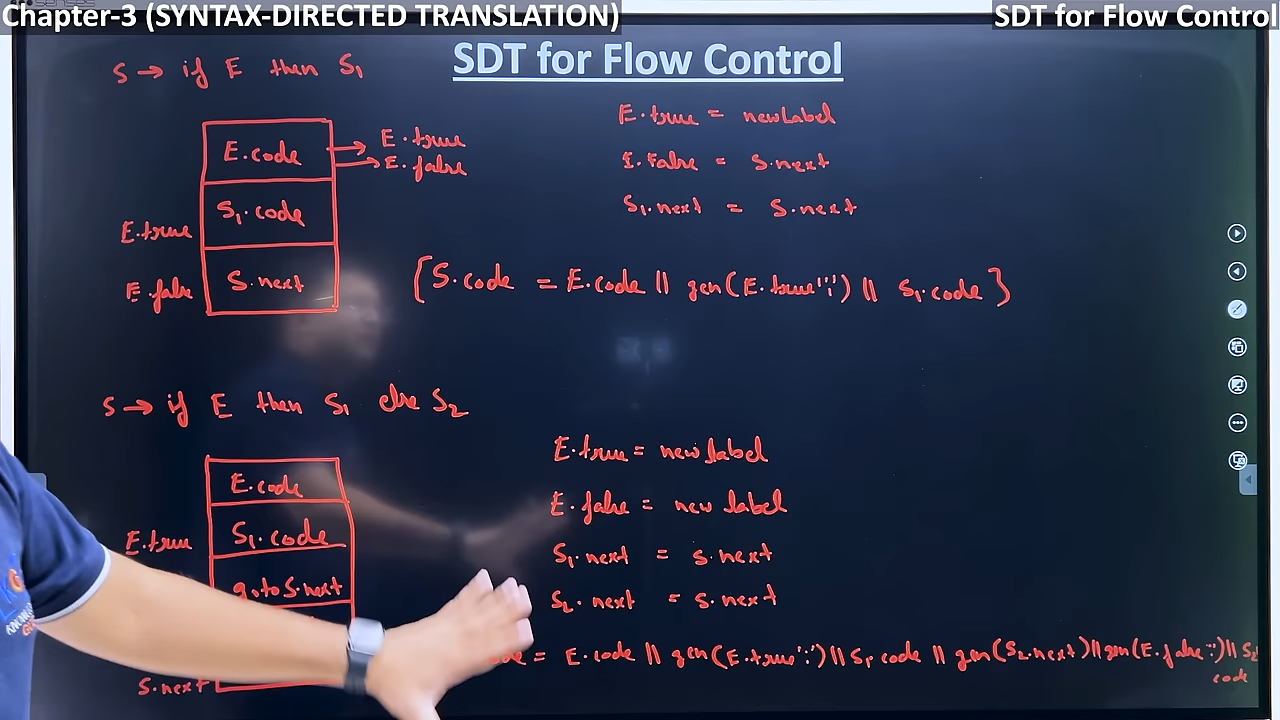 Chapter-3 (SYNTAX-DIRECTED TRANSLATION)
SDT for Flow Control
SDT for Flow Control
S → if E then S₁
E.code
→ E.true
→ E.false
S₁.code
E.true
S.next
E.false
E.true = newLabel
E.False = S.next
S₁.next = S.next
{S.code = E.code || gen(E.true':') || S₁.code }
S → if E then S₁ else S₂
E.code
E.true
S₁.code
goto S.next
S.next
E.true = new label
E.false = new label
S₁.next = S.next
S₂.next = S.next
= E.code || gen(E.true':') || S₁ code || gen(S₂.next) || gen(E.false':') || S₂
code